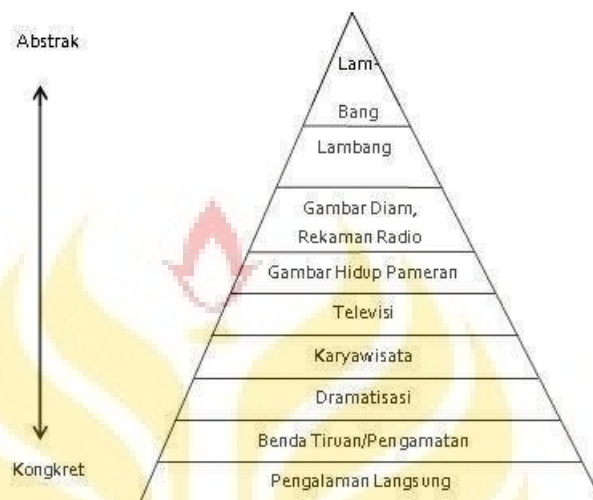 Abstrak
Lam-
Bang
Lambang
Gambar Diam,
Rekaman Radio
Gambar Hidup Pameran
Televisi
Karyawisata
Dramatisasi
Benda Tiruan/Pengamatan
Kongkret
Pengalaman Langsung